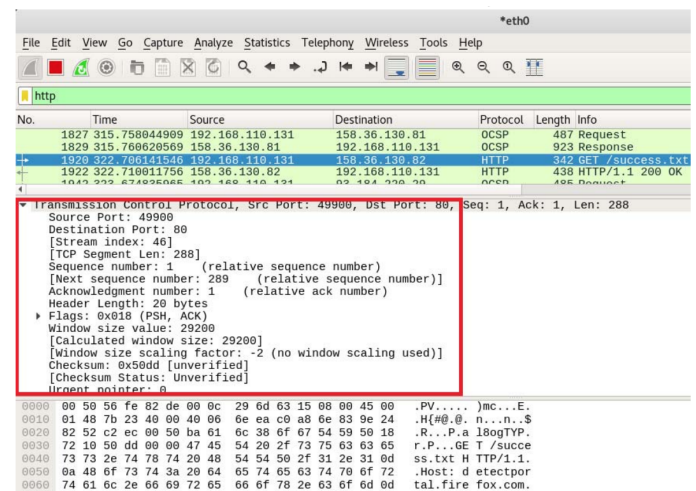 *eth0
File Edit View Go Capture Analyze Statistics Telephony Wireless Tools Help
http
No. Time Source Destination Protocol Length Info
1827 315.758044909 192.168.110.131 158.36.130.81 OCSP 487 Request
1829 315.760620569 158.36.130.81 192.168.110.131 OCSP 923 Response
1920 322.706141546 192.168.110.131 158.36.130.82 HTTP 342 GET /success.txt
1922 322.710011756 158.36.130.82 192.168.110.131 HTTP 438 HTTP/1.1 200 OK
1942 323.674835965 192.168.110.131 93.184.220.29 OCSP 485 Request
Transmission Control Protocol, Src Port: 49900, Dst Port: 80, Seq: 1, Ack: 1, Len: 288
Source Port: 49900
Destination Port: 80
[Stream index: 46]
[TCP Segment Len: 288]
Sequence number: 1 (relative sequence number)
[Next sequence number: 289 (relative sequence number)]
Acknowledgment number: 1 (relative ack number)
Header Length: 20 bytes
Flags: 0x018 (PSH, ACK)
Window size value: 29200
[Calculated window size: 29200]
[Window size scaling factor: -2 (no window scaling used)]
Checksum: 0x50dd [unverified]
[Checksum Status: Unverified]
Urgent pointer: 0
0000 00 50 56 fe 82 de 00 0c 29 6d 63 15 08 00 45 00 .PV..... )mc...E.
0010 01 48 7b 23 40 00 40 06 6e ea c0 a8 6e 83 9e 24 .H{#@.@. n...n..$
0020 82 52 c2 ec 00 50 ba 61 6c 38 6f 67 54 59 50 18 .R...P.a l8ogTYP.
0030 72 10 50 dd 00 00 47 45 54 20 2f 73 75 63 63 65 r.P...GE T /succe
0040 73 73 2e 74 78 74 20 48 54 54 50 2f 31 2e 31 0d ss.txt H TTP/1.1.
0050 0a 48 6f 73 74 3a 20 64 65 74 65 63 74 70 6f 72 .Host: d etectpor
0060 74 61 6c 2e 66 69 72 65 66 6f 78 2e 63 6f 6d 0d tal.fire fox.com.